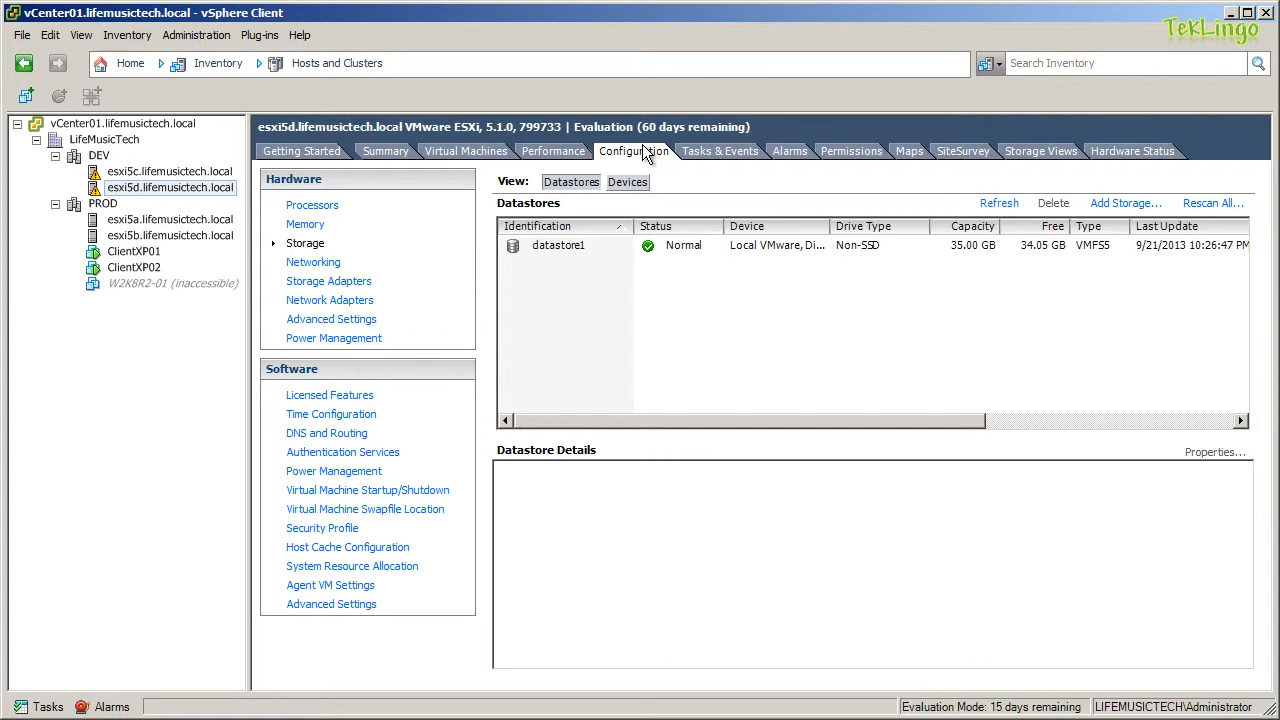 vCenter01.lifemusictech.local - vSphere Client
TekLingo
File Edit View Inventory Administration Plug-ins Help
Home Inventory Hosts and Clusters Search Inventory
vCenter01.lifemusictech.local
LifeMusicTech
DEV
esxi5c.lifemusictech.local
esxi5d.lifemusictech.local
PROD
esxi5a.lifemusictech.local
esxi5b.lifemusictech.local
ClientXP01
ClientXP02
W2K8R2-01 (inaccessible)
esxi5d.lifemusictech.local VMware ESXi, 5.1.0, 799733 | Evaluation (60 days remaining)
Getting Started Summary Virtual Machines Performance Configuration Tasks & Events Alarms Permissions Maps SiteSurvey Storage Views Hardware Status
Hardware
Processors
Memory
Storage
Networking
Storage Adapters
Network Adapters
Advanced Settings
Power Management
Software
Licensed Features
Time Configuration
DNS and Routing
Authentication Services
Power Management
Virtual Machine Startup/Shutdown
Virtual Machine Swapfile Location
Security Profile
Host Cache Configuration
System Resource Allocation
Agent VM Settings
Advanced Settings
View: Datastores Devices
Datastores Refresh Delete Add Storage... Rescan All...
Identification Status Device Drive Type Capacity Free Type Last Update
datastore1 Normal Local VMware, Di... Non-SSD 35.00 GB 34.05 GB VMFS5 9/21/2013 10:26:47 PM
Datastore Details Properties...
Tasks Alarms Evaluation Mode: 15 days remaining LIFEMUSICTECH\Administrator